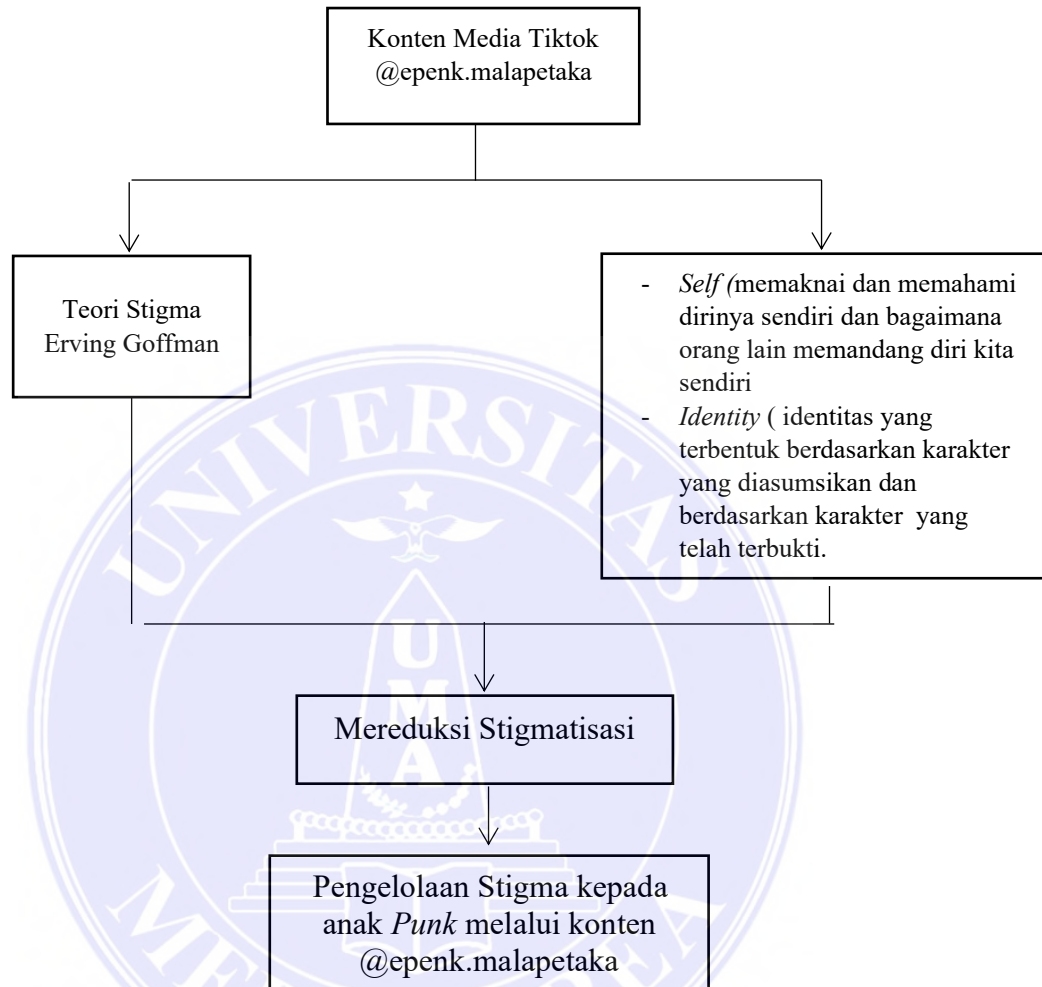 Konten Media Tiktok
@epenk.malapetaka
Teori Stigma
Erving Goffman
- Self (memaknai dan memahami
dirinya sendiri dan bagaimana
orang lain memandang diri kita
sendiri
- Identity ( identitas yang
terbentuk berdasarkan karakter
yang diasumsikan dan
berdasarkan karakter yang
telah terbukti.
UNIVERSITAS
U
M
A
Mereduksi Stigmatisasi
Pengelolaan Stigma kepada
anak Punk melalui konten
@epenk.malapetaka